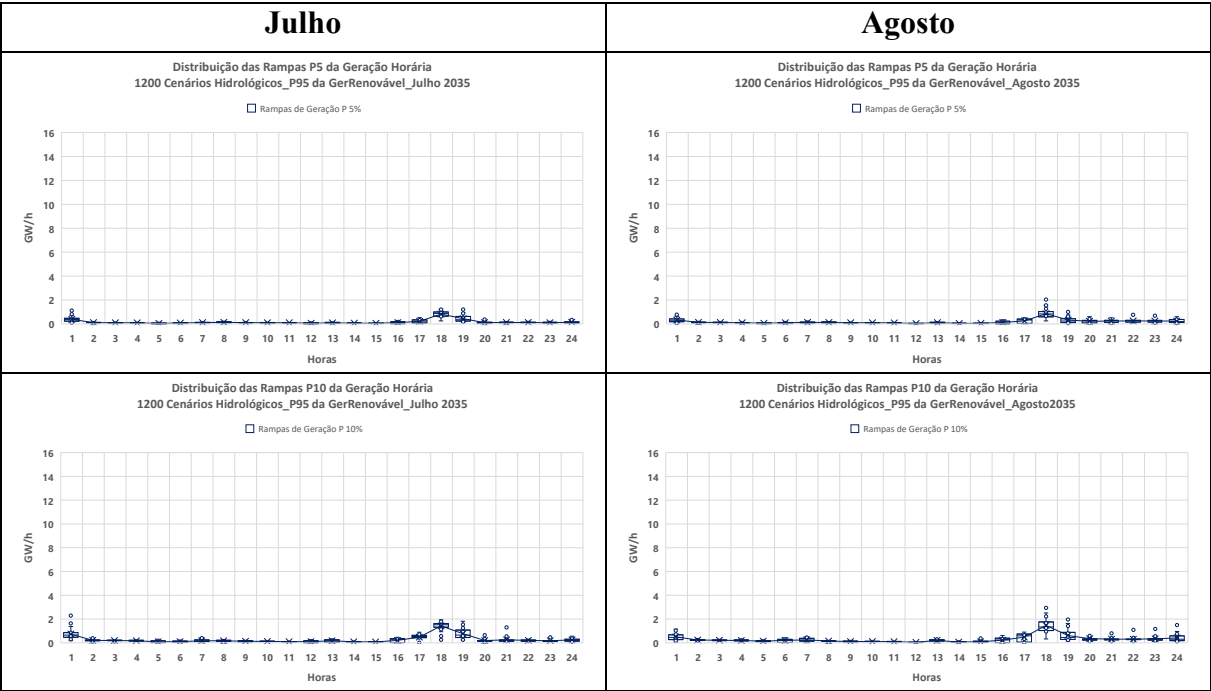 Julho
Agosto
Distribuição das Rampas P5 da Geração Horária
1200 Cenários Hidrológicos_P95 da GerRenovável_Julho 2035
Rampas de Geração P 5%
16
14
12
10
8
6
4
2
0
GW/h
1 2 3 4 5 6 7 8 9 10 11 12 13 14 15 16 17 18 19 20 21 22 23 24
Horas
Distribuição das Rampas P5 da Geração Horária
1200 Cenários Hidrológicos_P95 da GerRenovável_Agosto 2035
Rampas de Geração P 5%
16
14
12
10
8
6
4
2
0
GW/h
1 2 3 4 5 6 7 8 9 10 11 12 13 14 15 16 17 18 19 20 21 22 23 24
Horas
Distribuição das Rampas P10 da Geração Horária
1200 Cenários Hidrológicos_P95 da GerRenovável_Julho 2035
Rampas de Geração P 10%
16
14
12
10
8
6
4
2
0
GW/h
1 2 3 4 5 6 7 8 9 10 11 12 13 14 15 16 17 18 19 20 21 22 23 24
Horas
Distribuição das Rampas P10 da Geração Horária
1200 Cenários Hidrológicos_P95 da GerRenovável_Agosto2035
Rampas de Geração P 10%
16
14
12
10
8
6
4
2
0
GW/h
1 2 3 4 5 6 7 8 9 10 11 12 13 14 15 16 17 18 19 20 21 22 23 24
Horas